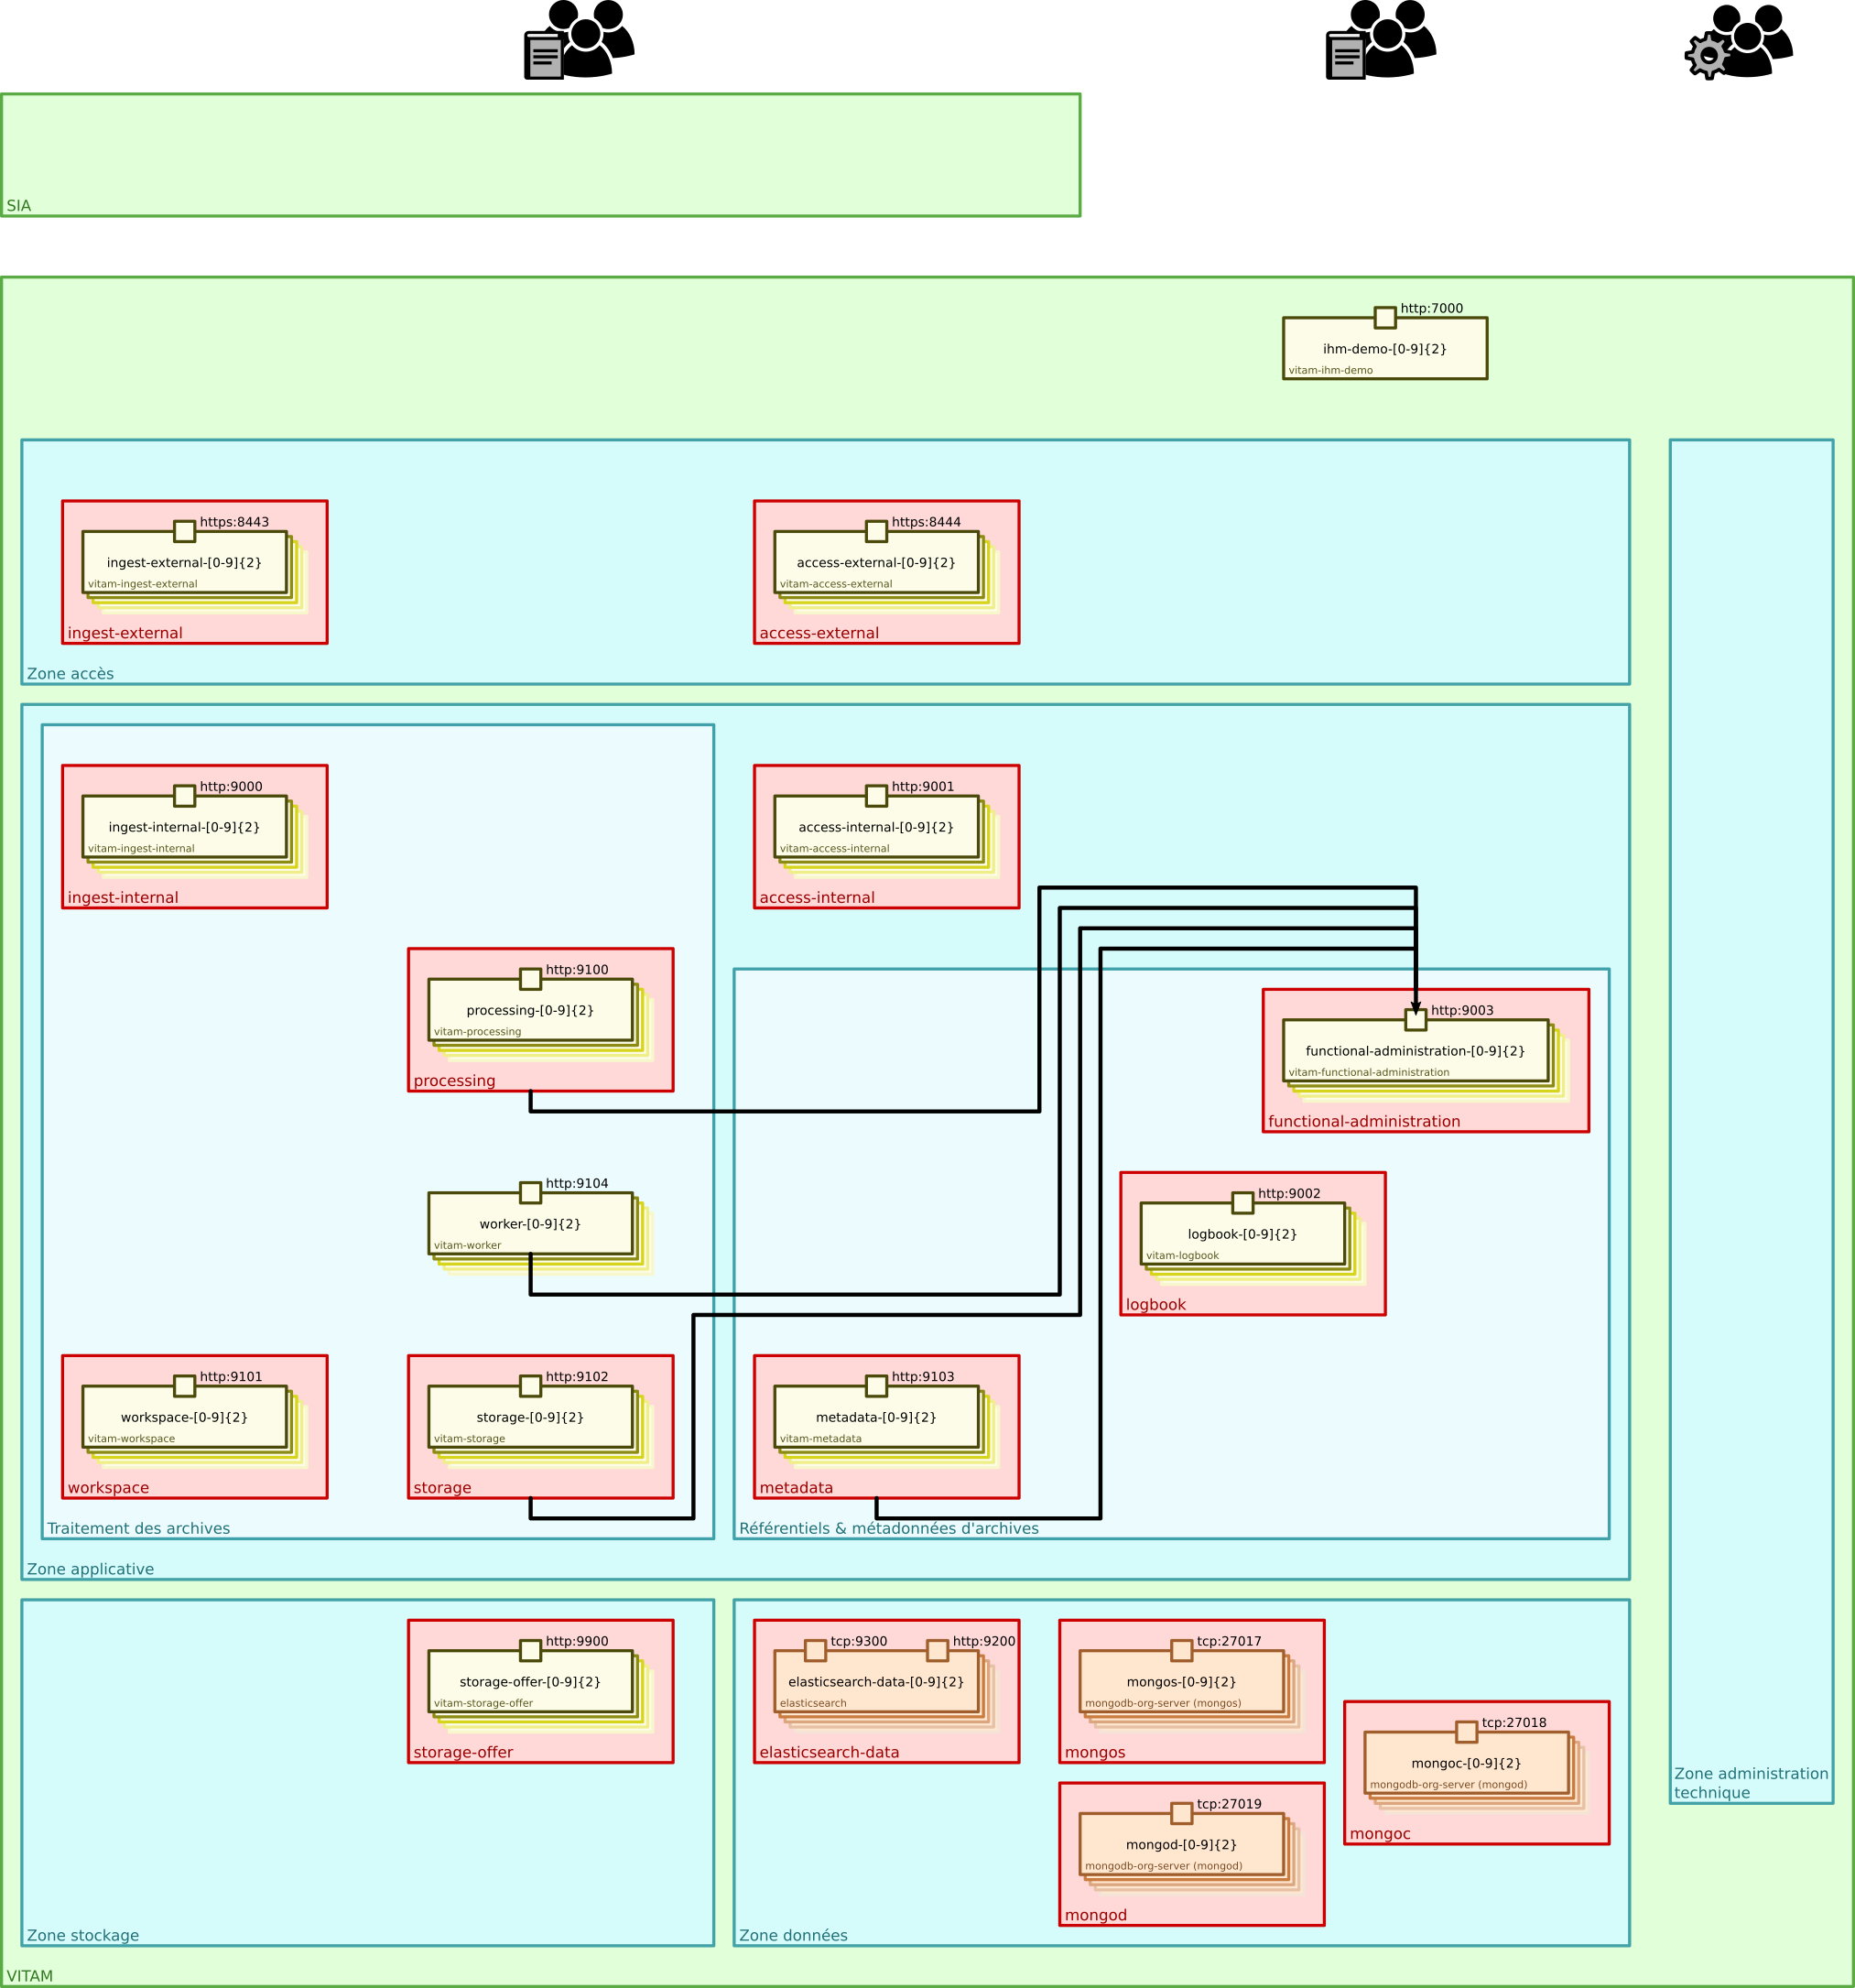 SIA
http:7000
ihm-demo-[0-9]{2}
vitam-ihm-demo
https:8443
ingest-external-[0-9]{2}
vitam-ingest-external
ingest-external
https:8444
access-external-[0-9]{2}
vitam-access-external
access-external
Zone accès
http:9000
ingest-internal-[0-9]{2}
vitam-ingest-internal
ingest-internal
http:9001
access-internal-[0-9]{2}
vitam-access-internal
access-internal
http:9100
processing-[0-9]{2}
vitam-processing
processing
http:9003
functional-administration-[0-9]{2}
vitam-functional-administration
functional-administration
http:9104
worker-[0-9]{2}
vitam-worker
http:9002
logbook-[0-9]{2}
vitam-logbook
logbook
http:9101
workspace-[0-9]{2}
vitam-workspace
workspace
http:9102
storage-[0-9]{2}
vitam-storage
storage
http:9103
metadata-[0-9]{2}
vitam-metadata
metadata
Traitement des archives
Référentiels & métadonnées d'archives
Zone applicative
http:9900
storage-offer-[0-9]{2}
vitam-storage-offer
storage-offer
tcp:9300
http:9200
elasticsearch-data-[0-9]{2}
elasticsearch
elasticsearch-data
tcp:27017
mongos-[0-9]{2}
mongodb-org-server (mongos)
mongos
tcp:27018
mongoc-[0-9]{2}
mongodb-org-server (mongod)
mongoc
tcp:27019
mongod-[0-9]{2}
mongodb-org-server (mongod)
mongod
Zone administration
technique
Zone stockage
Zone données
VITAM